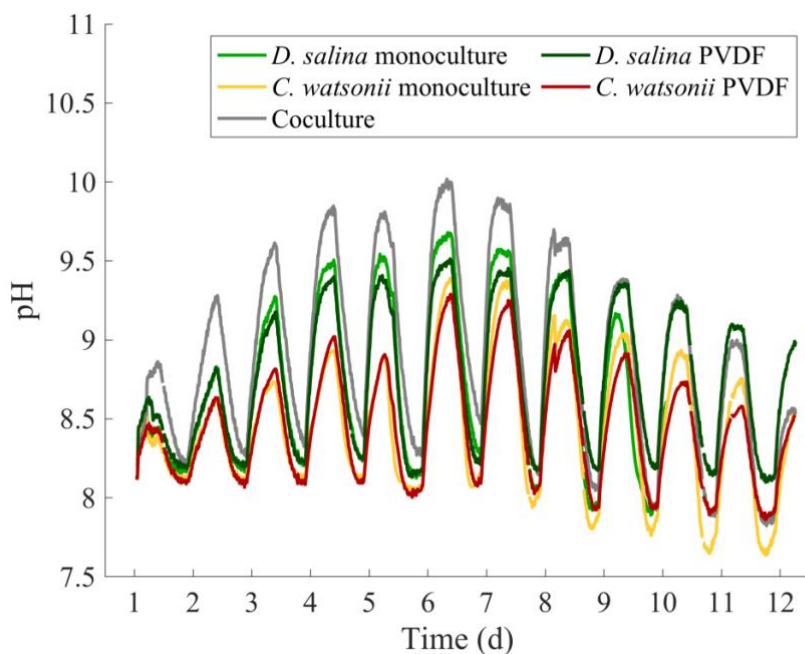 11
D. salina monoculture D. salina PVDF
C. watsonii monoculture C. watsonii PVDF
Coculture
10.5
10
9.5
pH
9
8.5
8
7.5
1 2 3 4 5 6 7 8 9 10 11 12
Time (d)